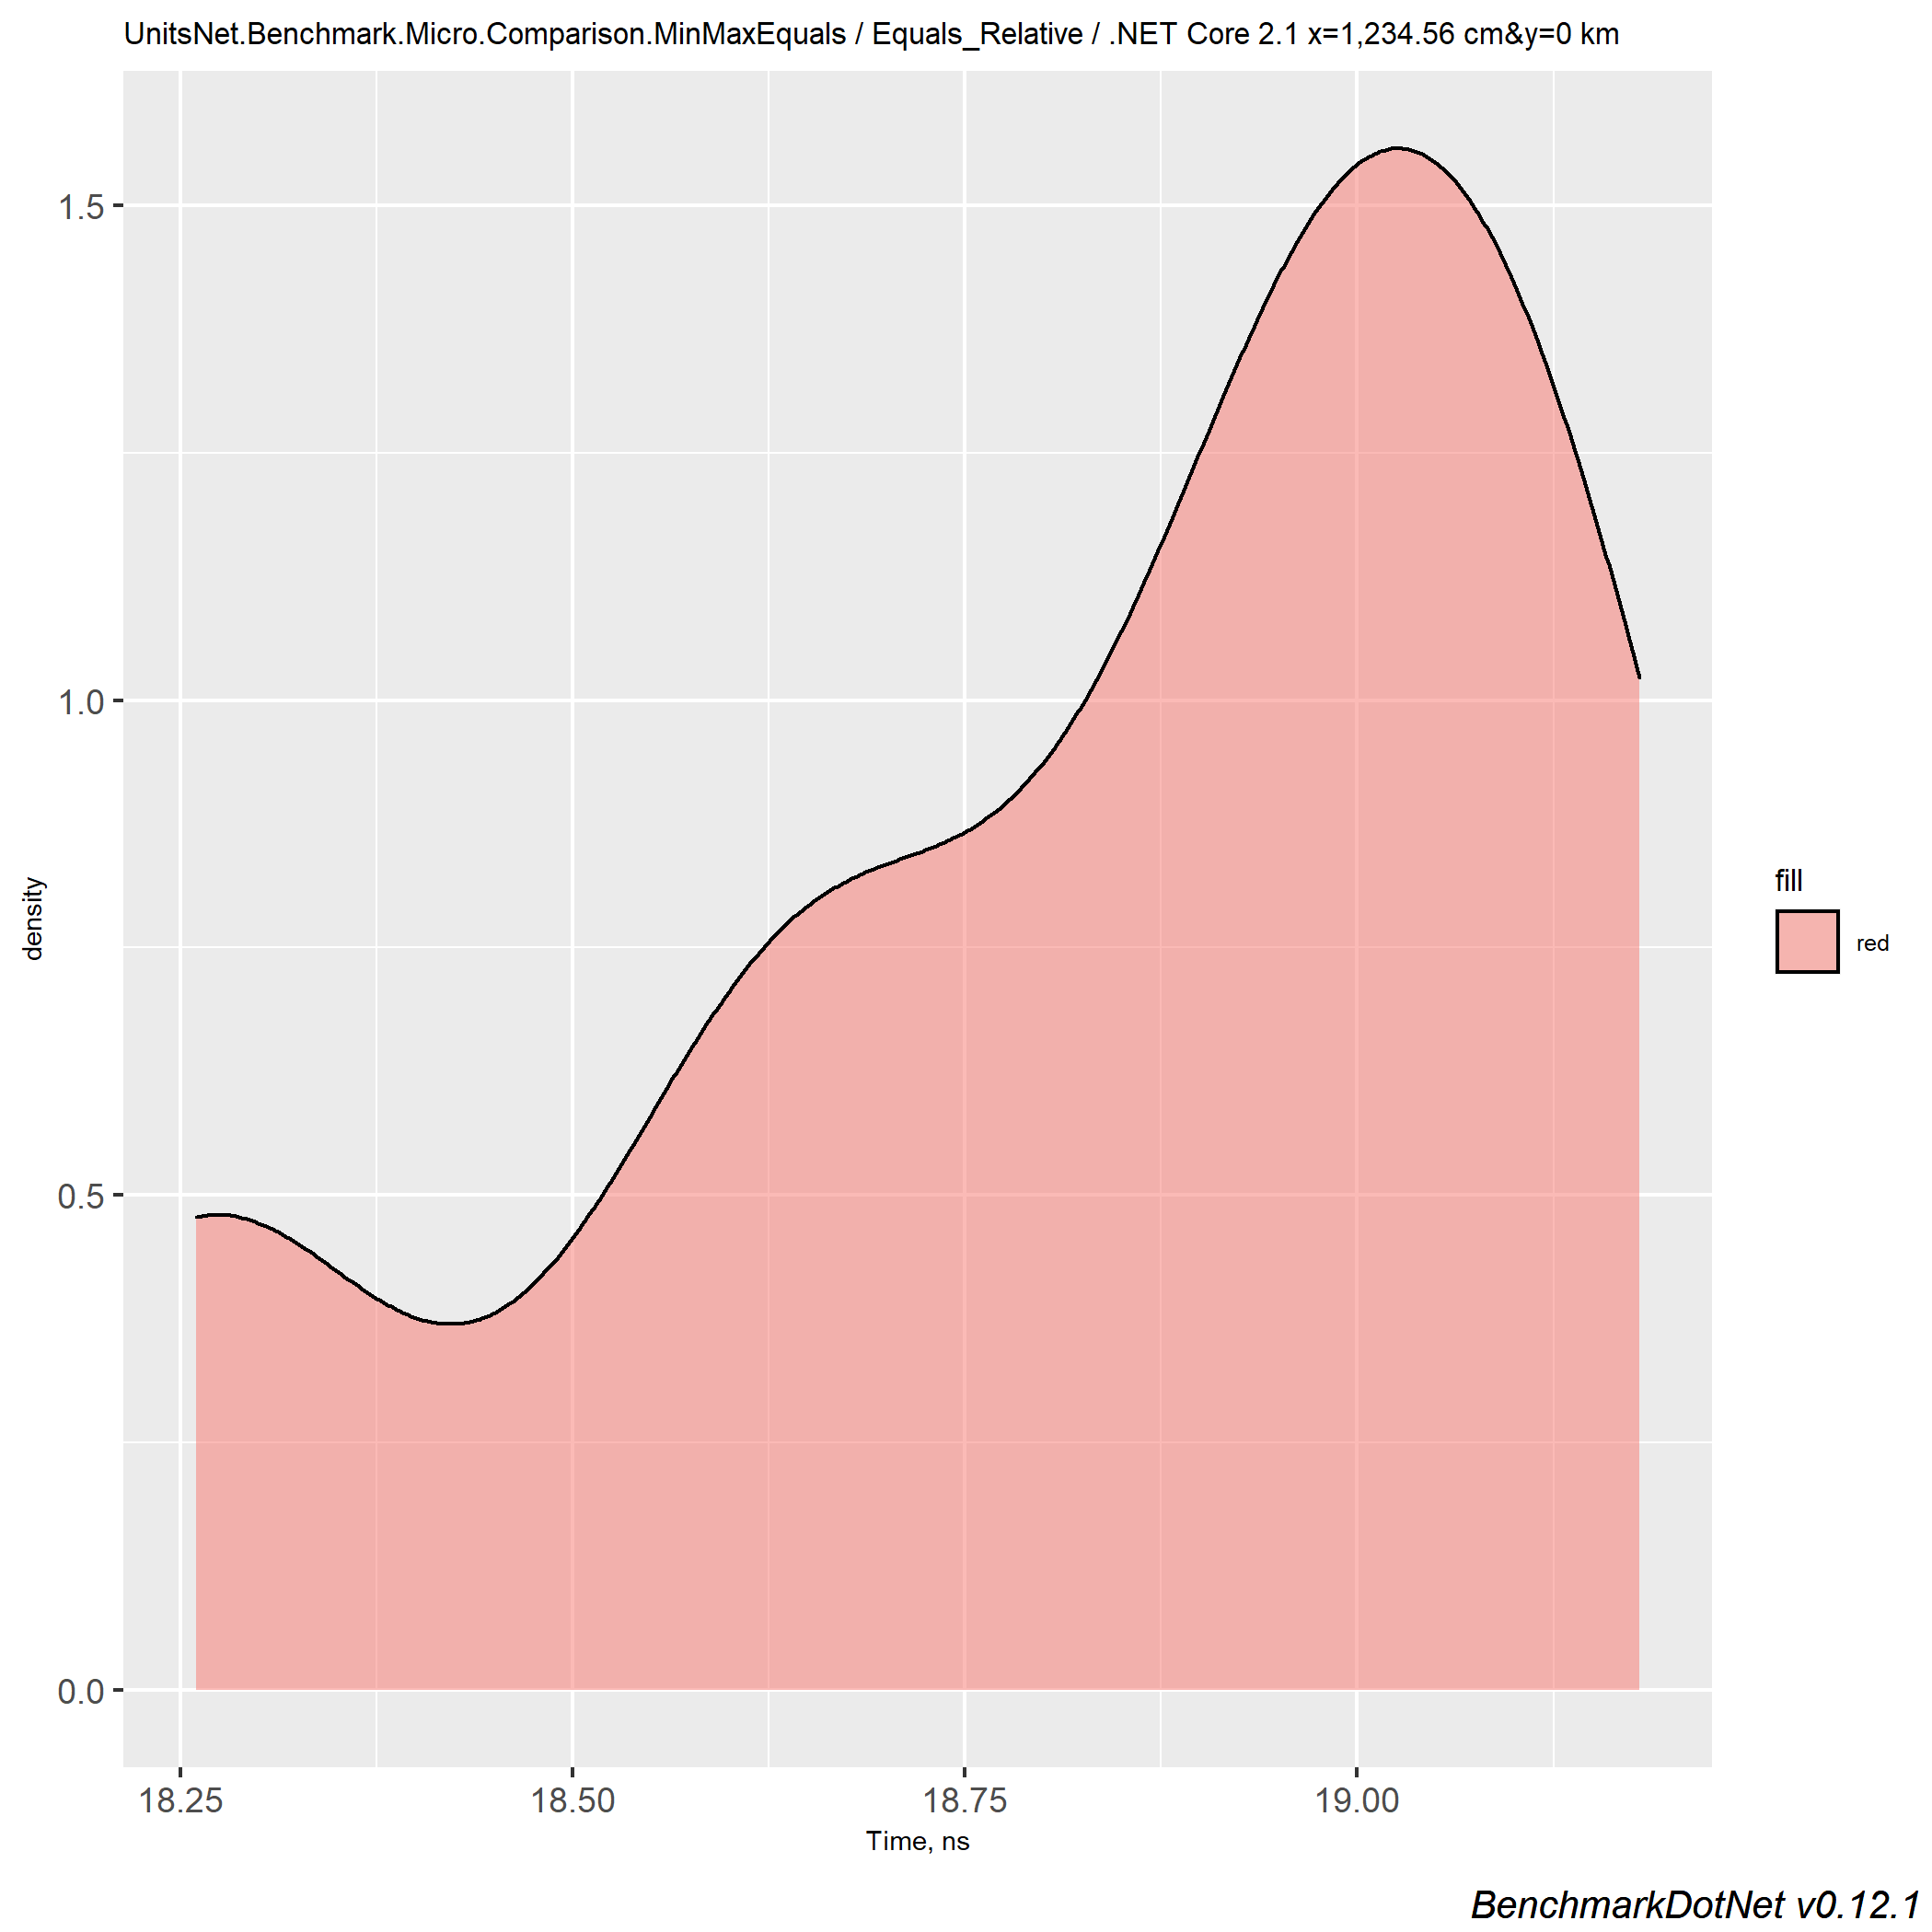 UnitsNet.Benchmark.Micro.Comparison.MinMaxEquals / Equals_Relative / .NET Core 2.1 x=1,234.56 cm&y=0 km
1.5
1.0
0.5
0.0
density
18.25 18.50 18.75 19.00
Time, ns
fill
red
BenchmarkDotNet v0.12.1